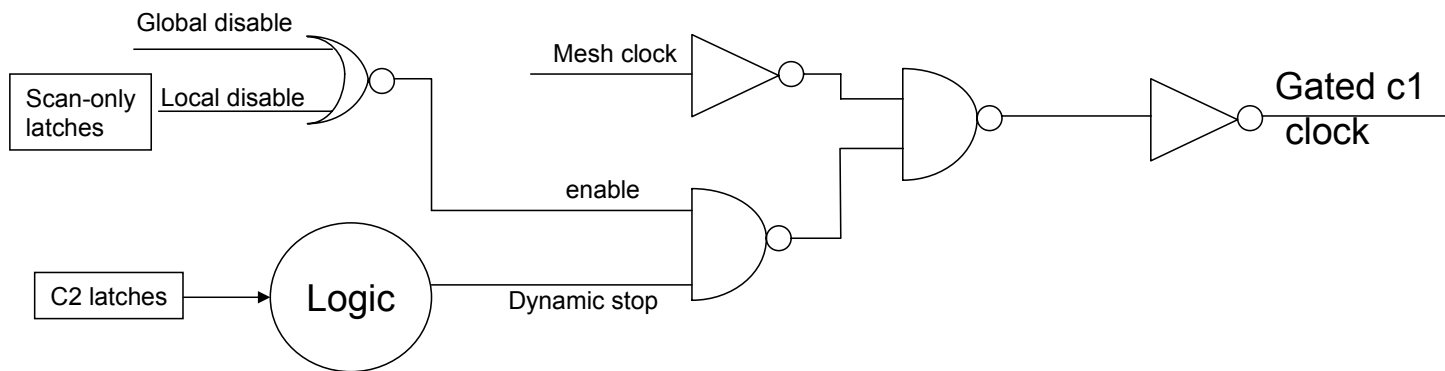 Global disable
Mesh clock
Gated c1
clock
Scan-only
latches
Local disable
enable
C2 latches
Logic
Dynamic stop